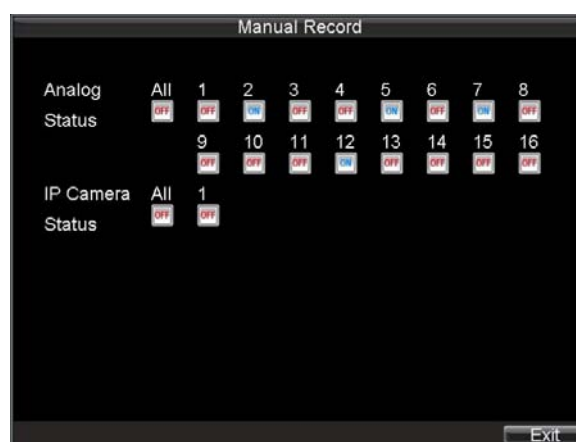 Manual Record
Analog All 1 2 3 4 5 6 7 8
Status OFF OFF ON OFF OFF ON OFF ON OFF
9 10 11 12 13 14 15 16
OFF OFF OFF ON OFF OFF OFF OFF
IP Camera All 1
Status OFF OFF
Exit